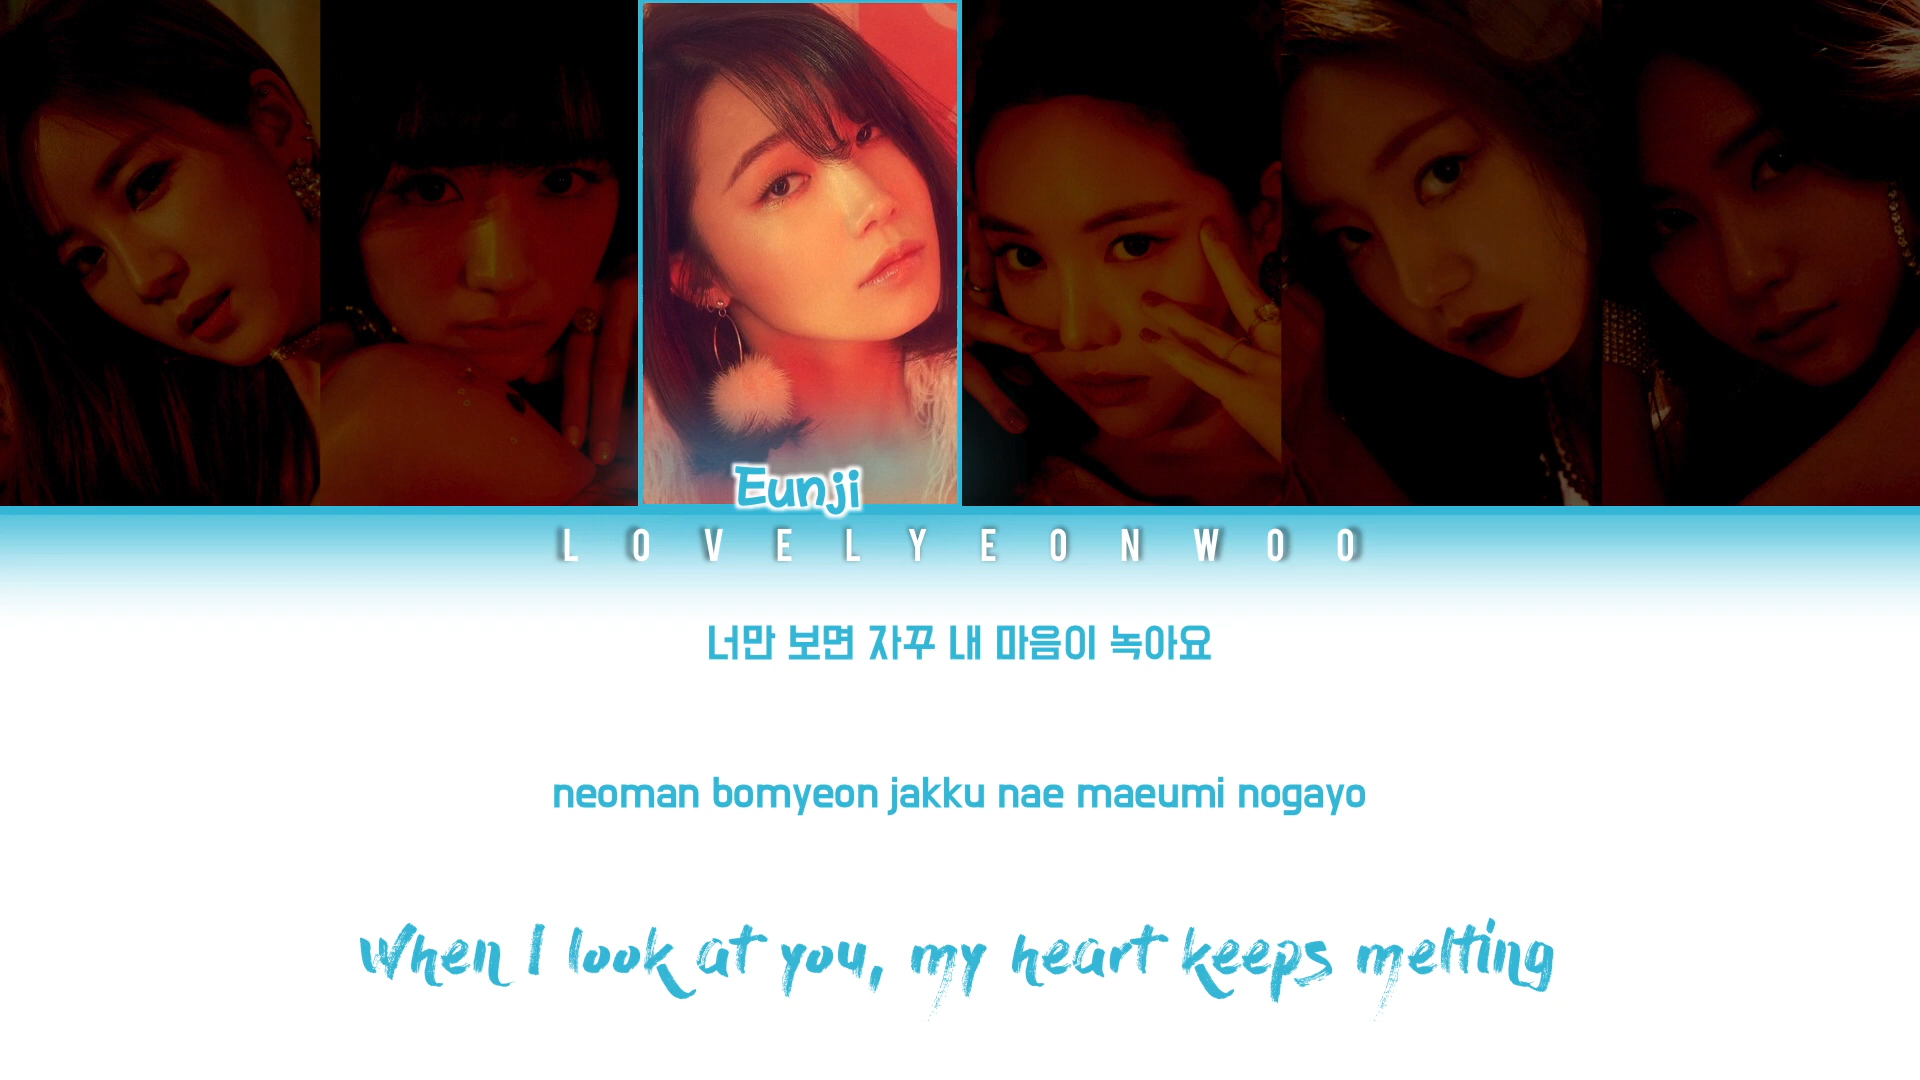 Eunji
LOVELYEONWOO
너만 보면 자꾸 내 마음이 녹아요
neoman bomyeon jakku nae maeumi nogayo
When I look at you, my heart keeps melting